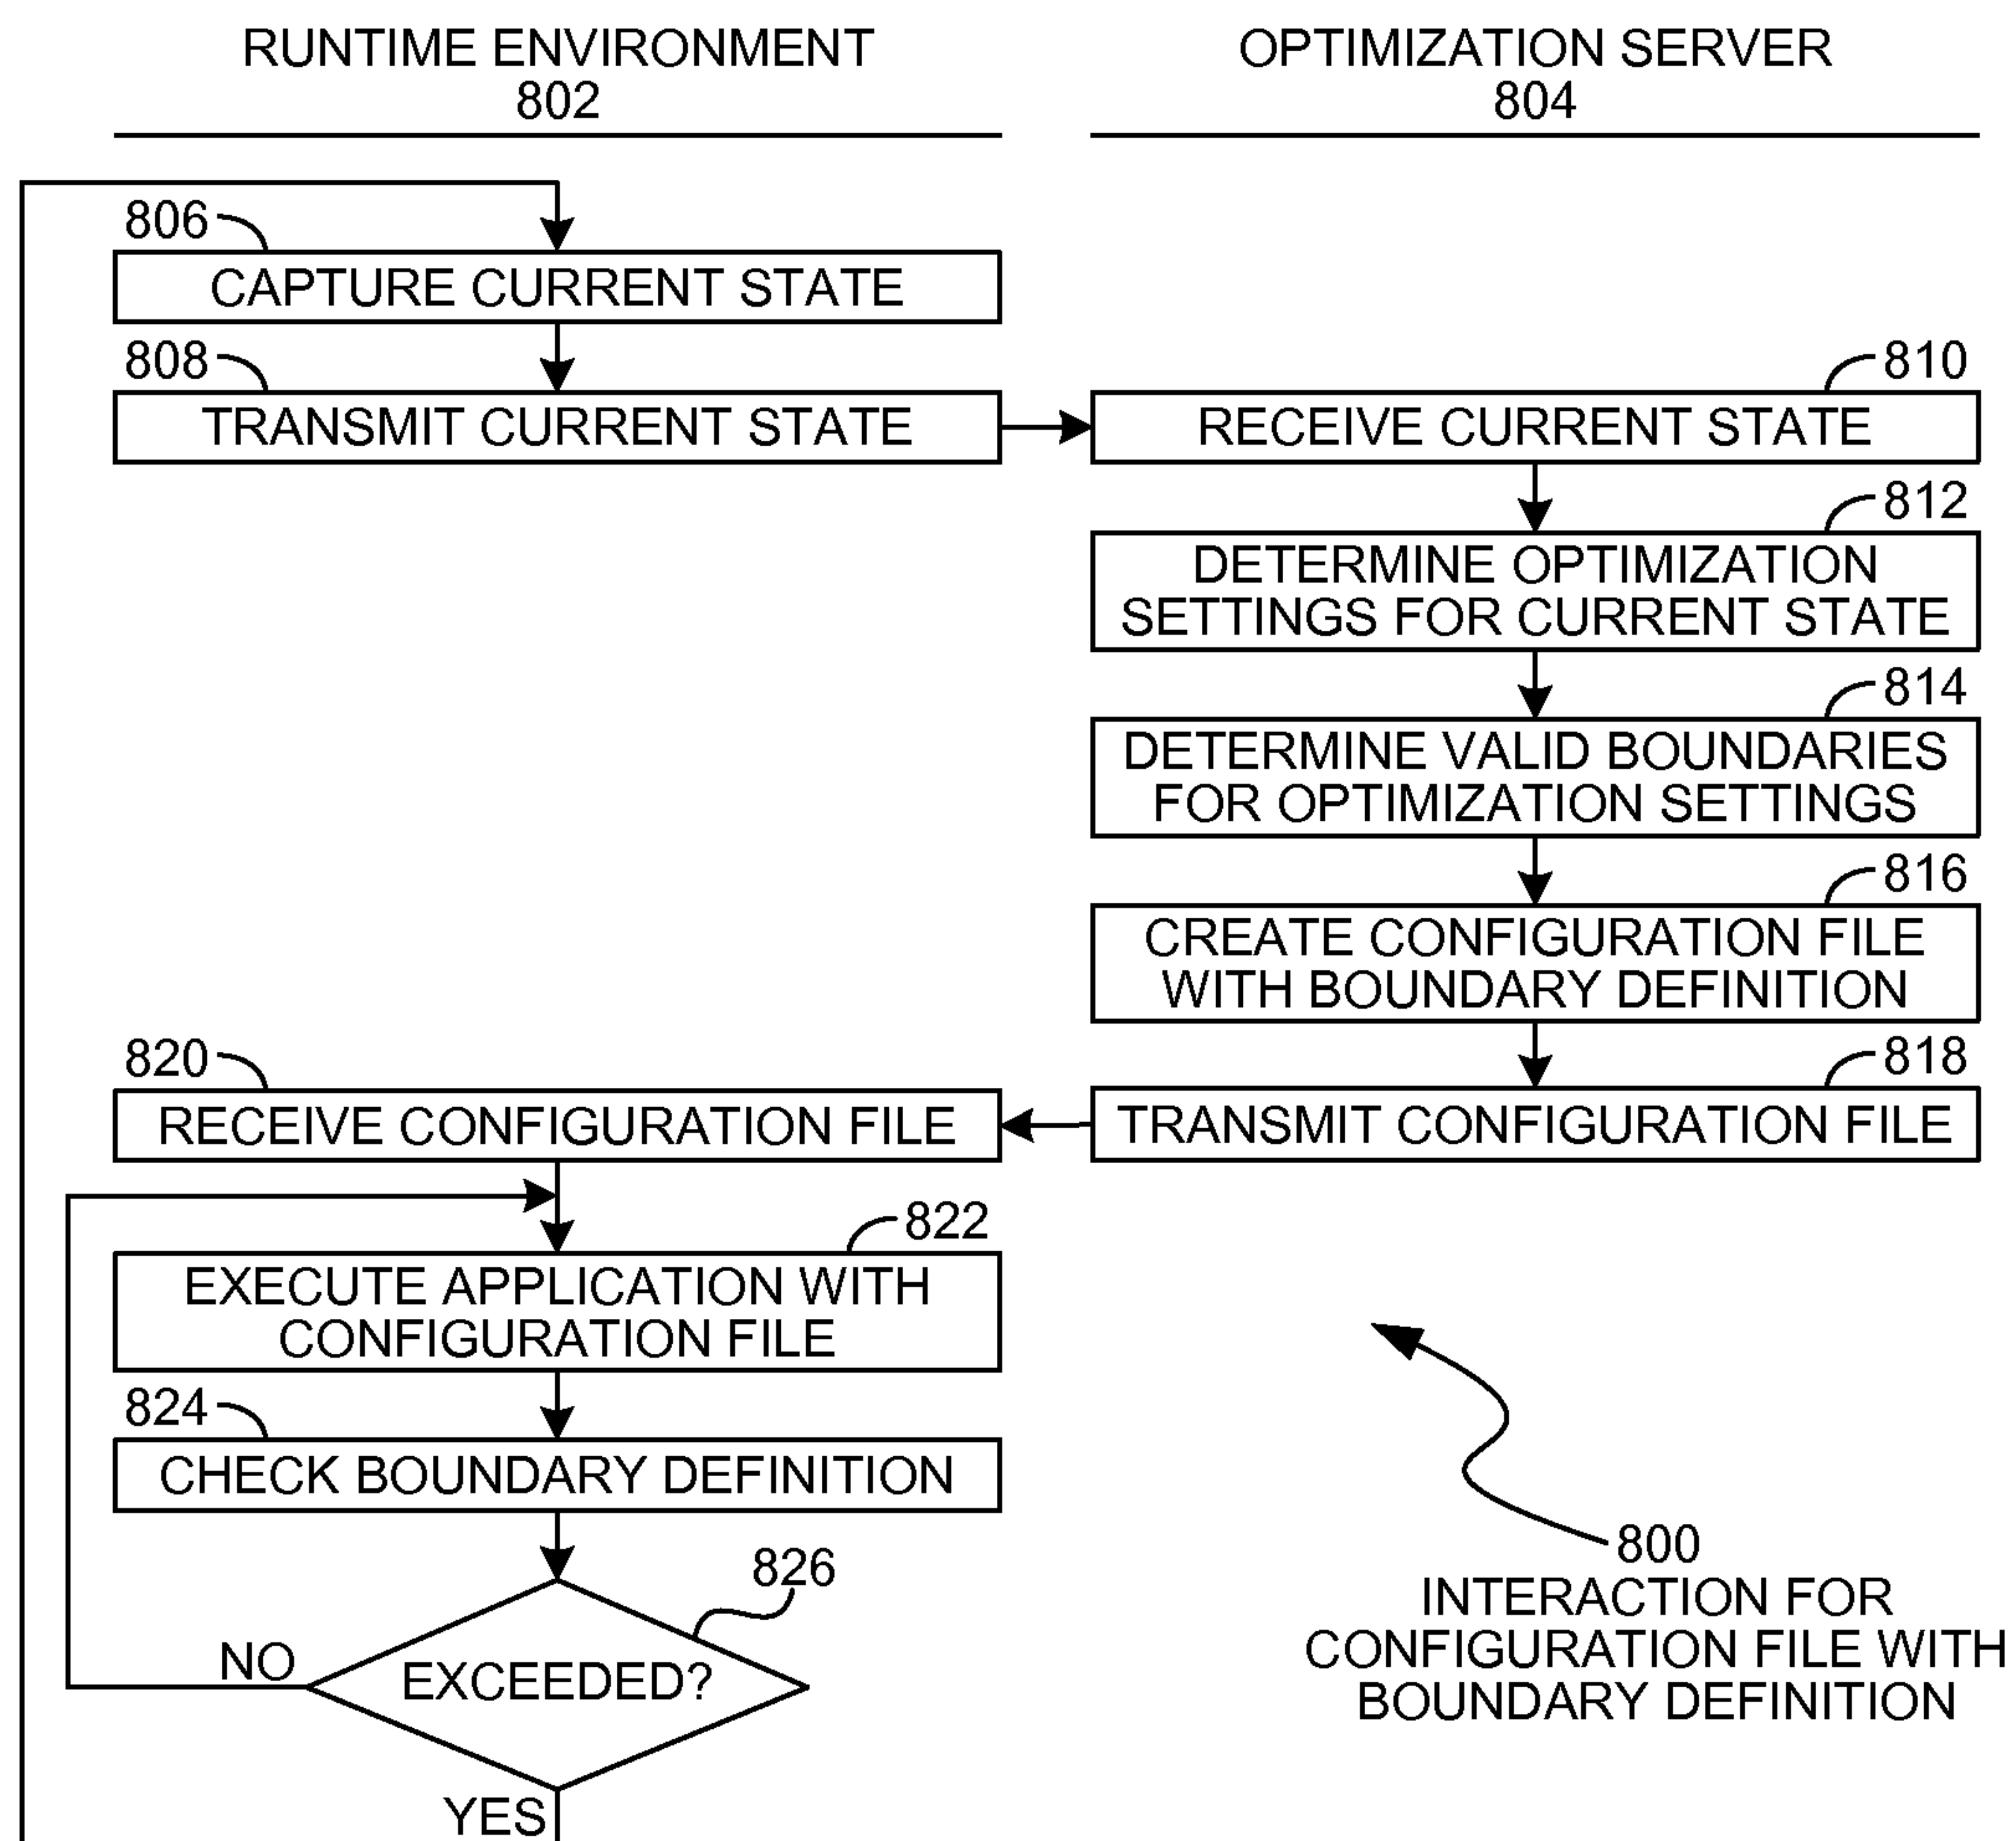 RUNTIME ENVIRONMENT
802
OPTIMIZATION SERVER
804
806
CAPTURE CURRENT STATE
808
TRANSMIT CURRENT STATE
810
RECEIVE CURRENT STATE
812
DETERMINE OPTIMIZATION
SETTINGS FOR CURRENT STATE
814
DETERMINE VALID BOUNDARIES
FOR OPTIMIZATION SETTINGS
816
CREATE CONFIGURATION FILE
WITH BOUNDARY DEFINITION
818
TRANSMIT CONFIGURATION FILE
820
RECEIVE CONFIGURATION FILE
822
EXECUTE APPLICATION WITH
CONFIGURATION FILE
824
CHECK BOUNDARY DEFINITION
826
EXCEEDED?
NO
YES
800
INTERACTION FOR
CONFIGURATION FILE WITH
BOUNDARY DEFINITION